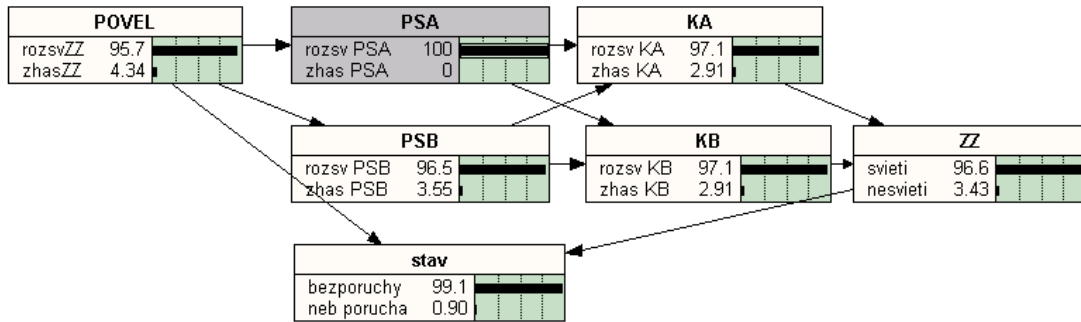 POVEL
rozsvZZ 95.7
zhasZZ 4.34
PSA
rozsv PSA 100
zhas PSA 0
KA
rozsv KA 97.1
zhas KA 2.91
PSB
rozsv PSB 96.5
zhas PSB 3.55
KB
rozsv KB 97.1
zhas KB 2.91
ZZ
svieti 96.6
nesvieti 3.43
stav
bezporuchy 99.1
neb porucha 0.90